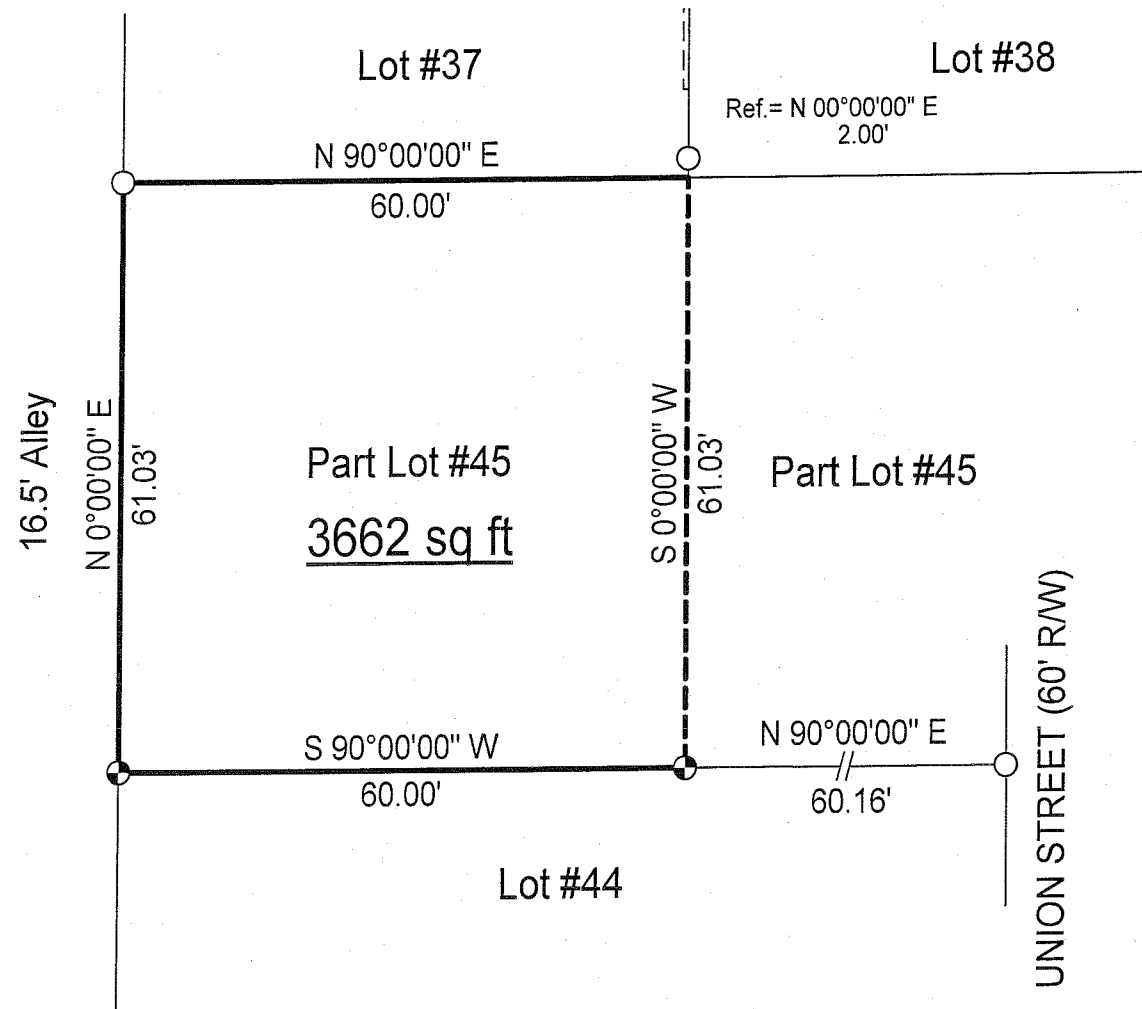 Lot #37
Lot #38
Ref.= N 00°00'00" E
2.00'
N 90°00'00" E
60.00'
16.5' Alley
N 0°00'00" E
61.03'
Part Lot #45
3662 sq ft
S 0°00'00" W
61.03'
Part Lot #45
S 90°00'00" W
60.00'
N 90°00'00" E
60.16'
UNION STREET (60' R/W)
Lot #44